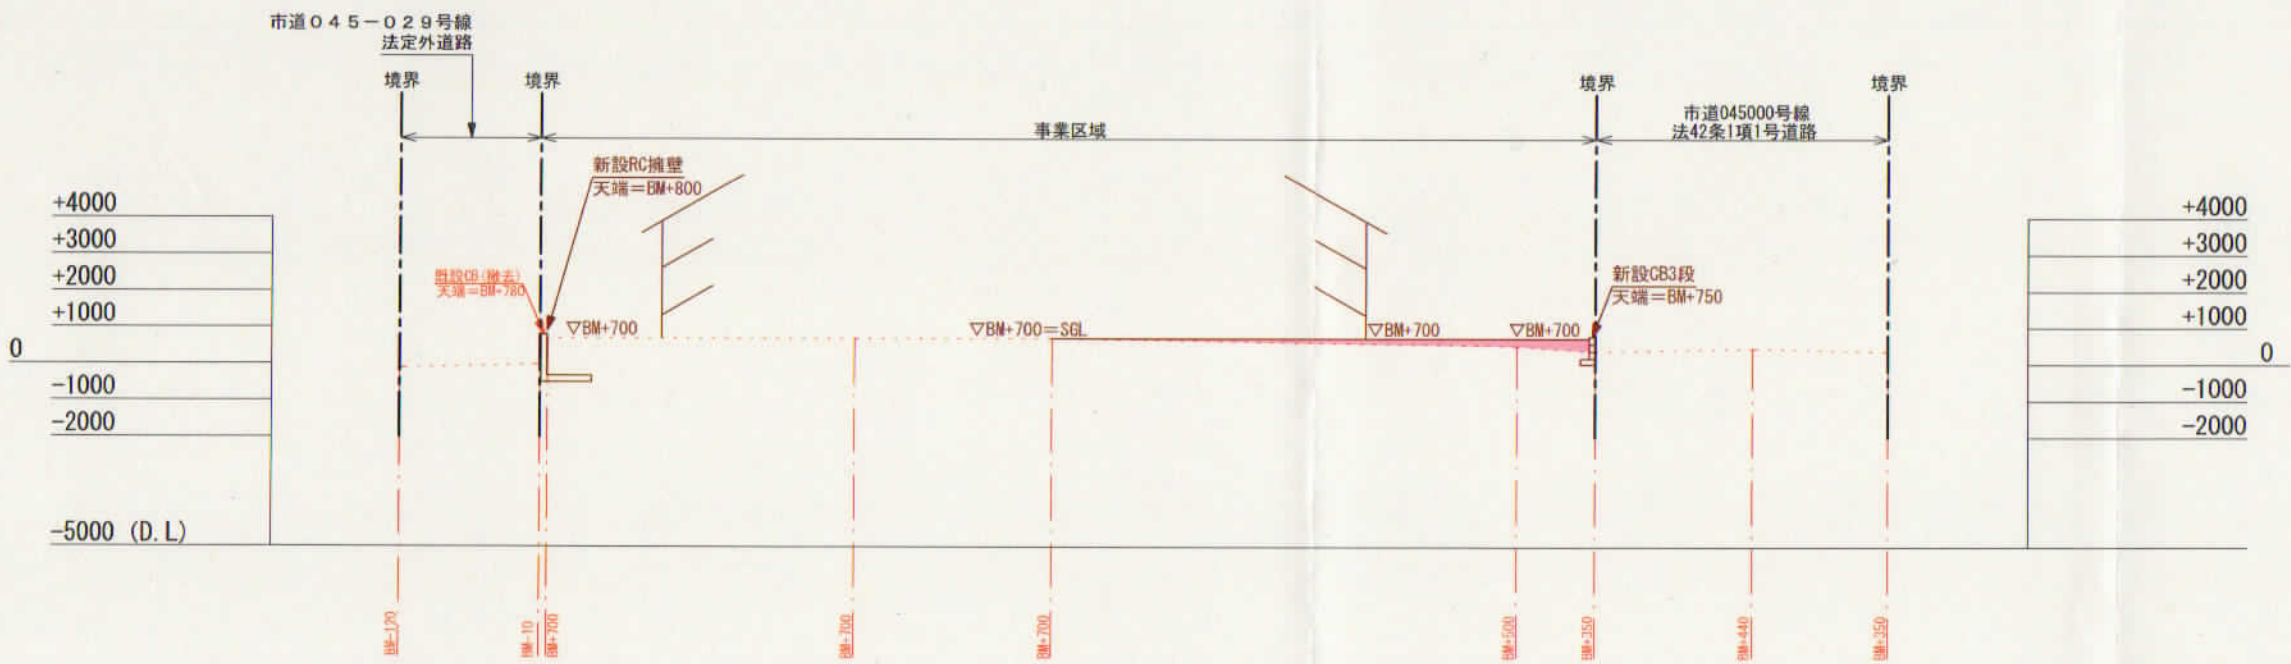 市道045-029号線
法定外道路
境界
境界
境界
境界
事業区域
市道045000号線
法42条1項1号道路
新設RC擁壁
天端=BM+800
+4000
+3000
+2000
+1000
0
-1000
-2000
-5000 (D.L)
既設CB(撤去)
天端=BM+780
▽BM+700
▽BM+700=SGL
▽BM+700
▽BM+700
新設CB3段
天端=BM+750
+4000
+3000
+2000
+1000
0
-1000
-2000
BM-120
BM-10
BM+700
BM+700
BM+700
BM+500
BM+350
BM+440
BM+350